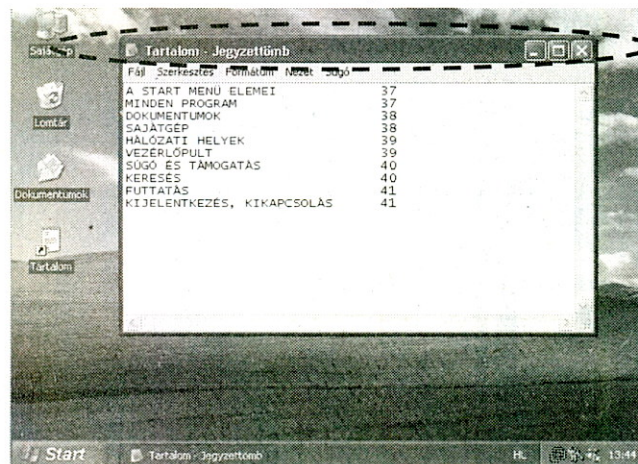 Sajátgép
Tartalom - Jegyzettömb
Fájl Szerkesztés Formátum Nézet Súgó
A START MENÜ ELEMEI 37
MINDEN PROGRAM 37
DOKUMENTUMOK 38
SAJÁTGÉP 38
HÁLÓZATI HELYEK 39
VEZÉRLŐPULT 39
SÚGÓ ÉS TÁMOGATÁS 40
KERESÉS 40
FUTTATÁS 41
KIJELENTKEZÉS, KIKAPCSOLÁS 41
Lomtár
Dokumentumok
Tartalom
Start
Tartalom - Jegyzettömb
HU
13:44